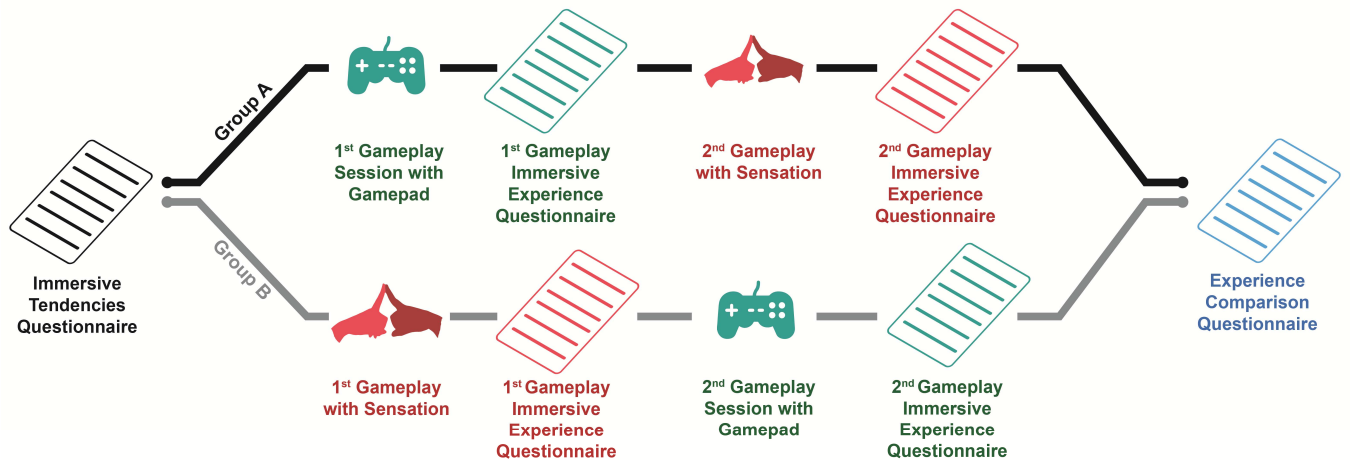 Group A
1st Gameplay
Session with
Gamepad
1st Gameplay
Immersive
Experience
Questionnaire
2nd Gameplay
with Sensation
2nd Gameplay
Immersive
Experience
Questionnaire
Immersive
Tendencies
Questionnaire
Group B
1st Gameplay
with Sensation
1st Gameplay
Immersive
Experience
Questionnaire
2nd Gameplay
Session with
Gamepad
2nd Gameplay
Immersive
Experience
Questionnaire
Experience
Comparison
Questionnaire